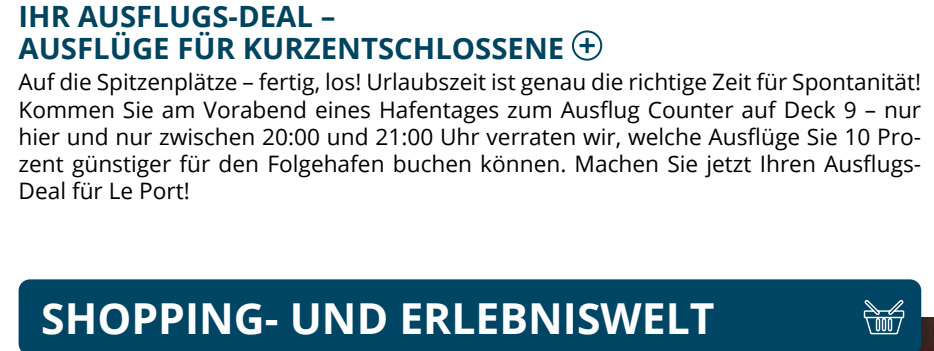 IHR AUSFLUGS-DEAL –
AUSFLÜGE FÜR KURZENTSCHLOSSENE
Auf die Spitzenplätze – fertig, los! Urlaubszeit ist genau die richtige Zeit für Spontanität!
Kommen Sie am Vorabend eines Hafentages zum Ausflug Counter auf Deck 9 – nur
hier und nur zwischen 20:00 und 21:00 Uhr verraten wir, welche Ausflüge Sie 10 Pro-
zent günstiger für den Folgehafen buchen können. Machen Sie jetzt Ihren Ausflugs-
Deal für Le Port!
SHOPPING- UND ERLEBNISWELT